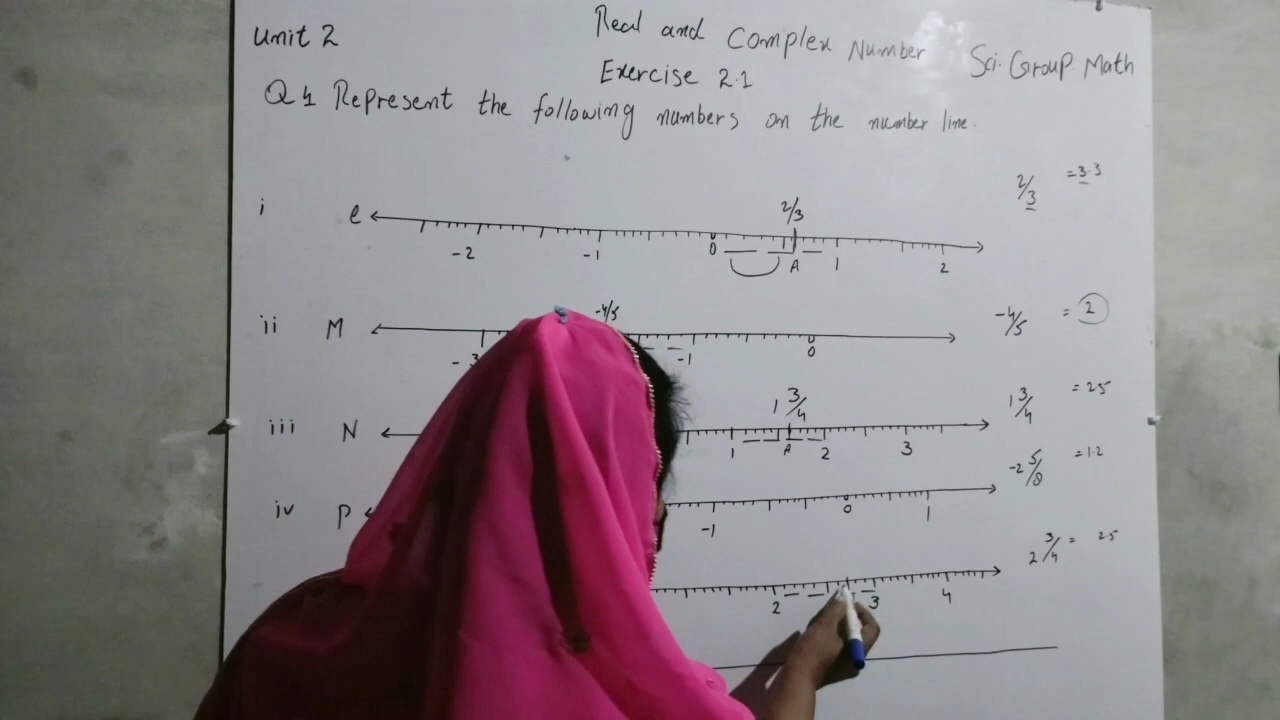 Unit 2
Real and Complex Number
Sci. Group. Math
Exercise 2.1
Q1 Represent the following numbers on the number line.
i
2/3
2/3 = 3.3
-2 -1 0 A 1 2
ii M
-4/5
-4/5 = 2
-3 -1 0
iii N
1 3/4
1 3/4 = 25
1 A 2 3
iv P
-2 5/8 = 1.2
-1 0 1
2 3/4 = 2.5
2 3 4